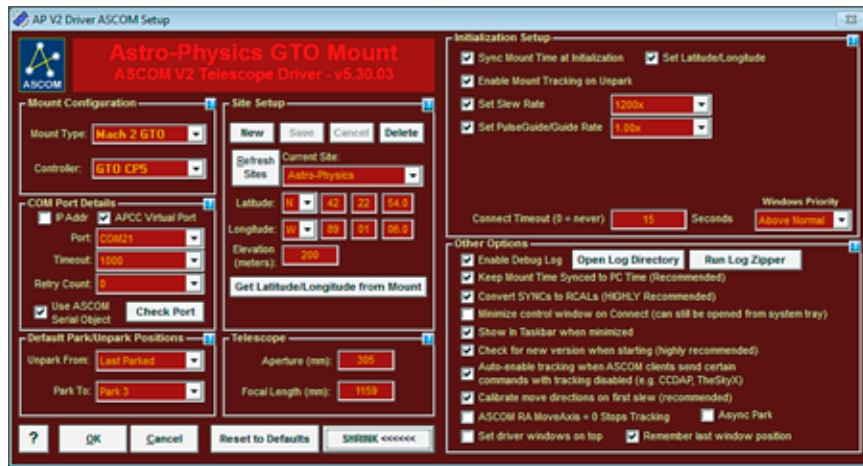 AP V2 Driver ASCOM Setup
ASCOM
Astro-Physics GTO Mount
ASCOM V2 Telescope Driver - v5.30.03
Mount Configuration
Mount Type: Mach 2 GTO
Controller: GTO CP5
COM Port Details
IP Addr APCC Virtual Port
Port: COM21
Timeout: 1000
Retry Count: 0
Use ASCOM
Serial Object
Check Port
Default Park/Unpark Positions
Unpark From: Last Parked
Park To: Park 3
Site Setup
New Save Cancel Delete
Refresh
Sites
Current Site:
Astro-Physics
Latitude: N 42 22 54.0
Longitude: W 89 01 06.0
Elevation
(meters): 200
Get Latitude/Longitude from Mount
Telescope
Aperture (mm): 305
Focal Length (mm): 1159
? OK Cancel Reset to Defaults SHRINK <<<<<<
Initialization Setup
Sync Mount Time at Initialization Set Latitude/Longitude
Enable Mount Tracking on Unpark
Set Slew Rate 1200x
Set PulseGuide/Guide Rate 1.00x
Windows Priority
Connect Timeout (0 = never) 15 Seconds Above Normal
Other Options
Enable Debug Log Open Log Directory Run Log Zipper
Keep Mount Time Synced to PC Time (Recommended)
Convert SYNCs to RCALs (HIGHLY Recommended)
Minimize control window on Connect (can still be opened from system tray)
Show In Taskbar when minimized
Check for new version when starting (highly recommended)
Auto-enable tracking when ASCOM clients send certain
commands with tracking disabled (e.g. CCDAP, TheSkyX)
Calibrate move directions on first slew (recommended)
ASCOM RA MoveAxis = 0 Stops Tracking Async Park
Set driver windows on top Remember last window position